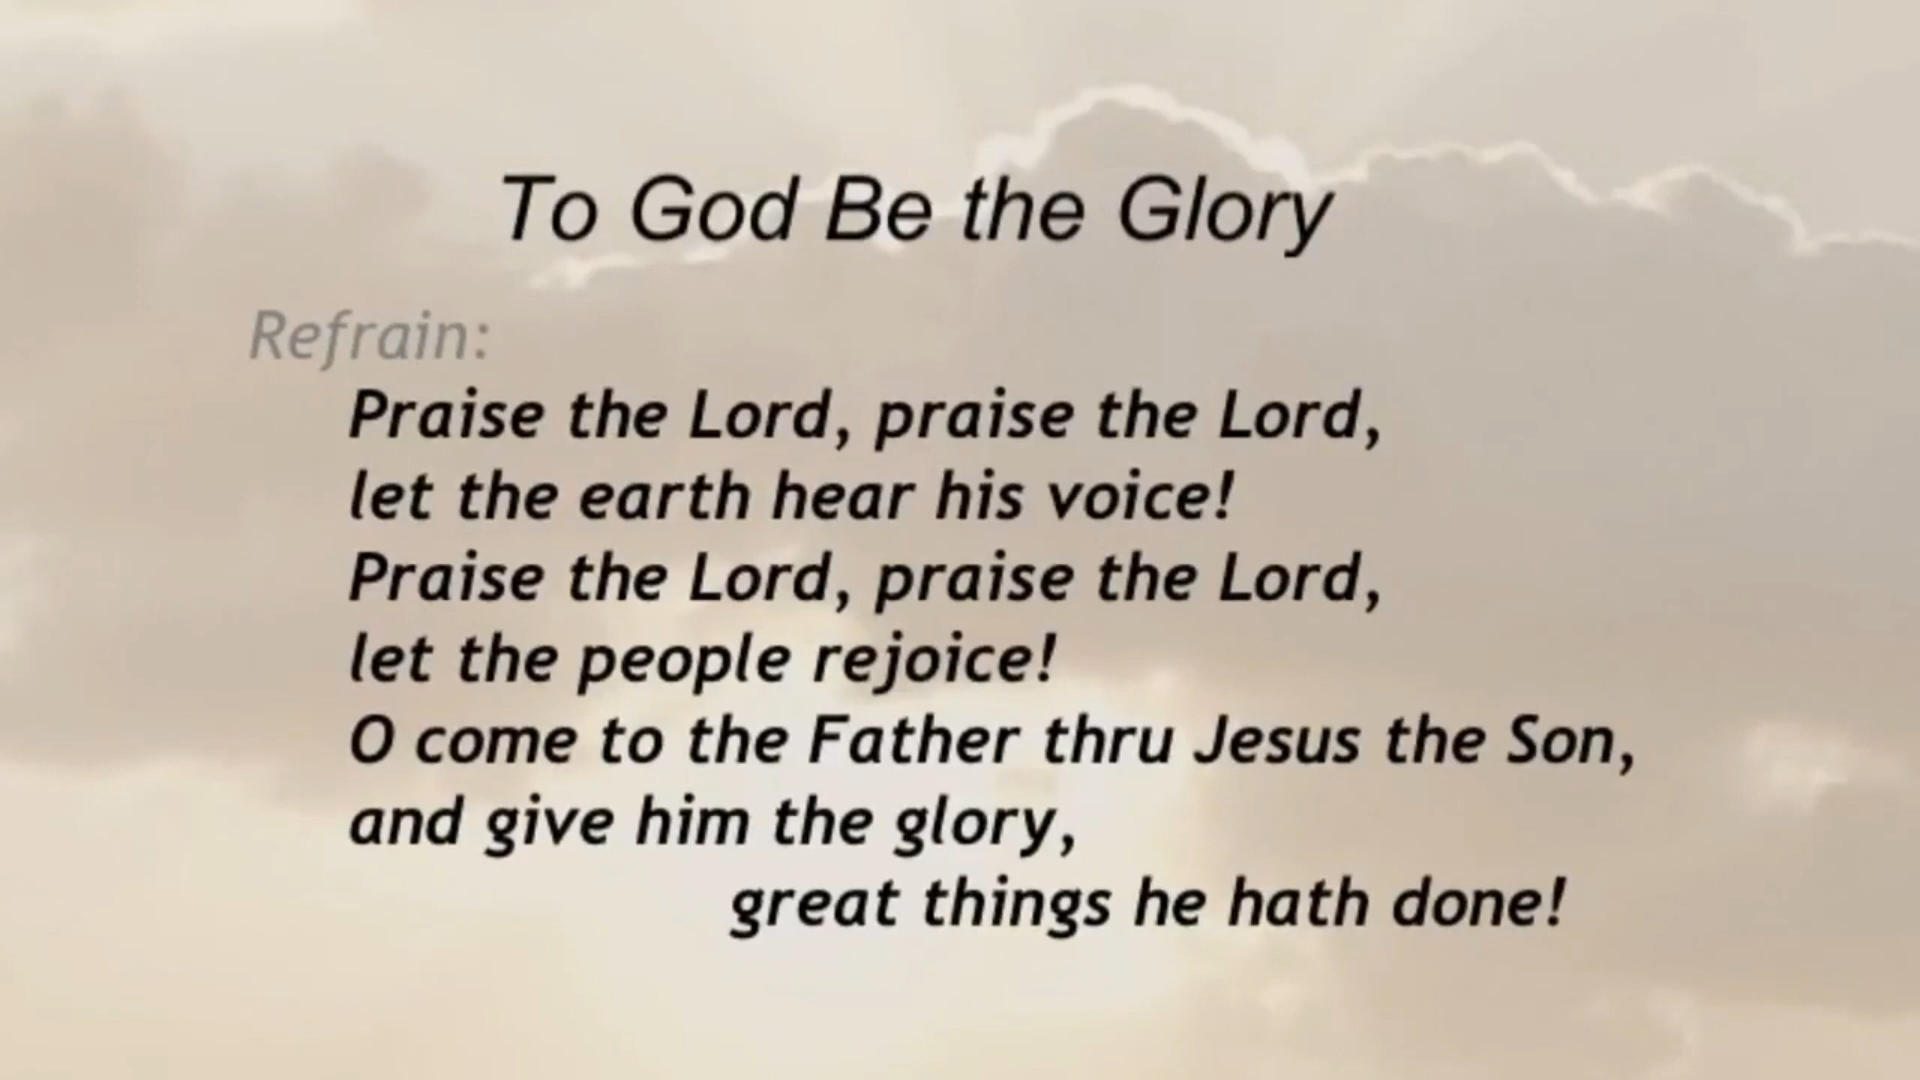 To God Be the Glory
Refrain:
Praise the Lord, praise the Lord,
let the earth hear his voice!
Praise the Lord, praise the Lord,
let the people rejoice!
O come to the Father thru Jesus the Son,
and give him the glory,
great things he hath done!